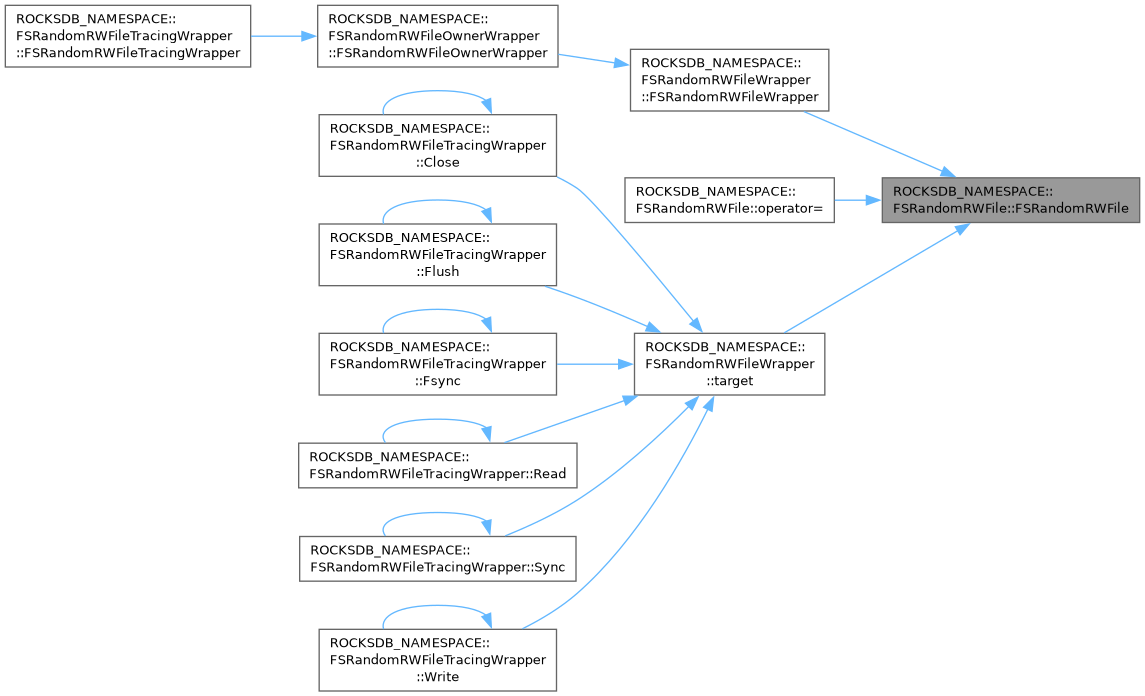 ROCKSDB_NAMESPACE::
FSRandomRWFileTracingWrapper
::FSRandomRWFileTracingWrapper
ROCKSDB_NAMESPACE::
FSRandomRWFileOwnerWrapper
::FSRandomRWFileOwnerWrapper
ROCKSDB_NAMESPACE::
FSRandomRWFileWrapper
::FSRandomRWFileWrapper
ROCKSDB_NAMESPACE::
FSRandomRWFileTracingWrapper
::Close
ROCKSDB_NAMESPACE::
FSRandomRWFile::operator=
ROCKSDB_NAMESPACE::
FSRandomRWFile::FSRandomRWFile
ROCKSDB_NAMESPACE::
FSRandomRWFileTracingWrapper
::Flush
ROCKSDB_NAMESPACE::
FSRandomRWFileTracingWrapper
::Fsync
ROCKSDB_NAMESPACE::
FSRandomRWFileWrapper
::target
ROCKSDB_NAMESPACE::
FSRandomRWFileTracingWrapper::Read
ROCKSDB_NAMESPACE::
FSRandomRWFileTracingWrapper::Sync
ROCKSDB_NAMESPACE::
FSRandomRWFileTracingWrapper
::Write